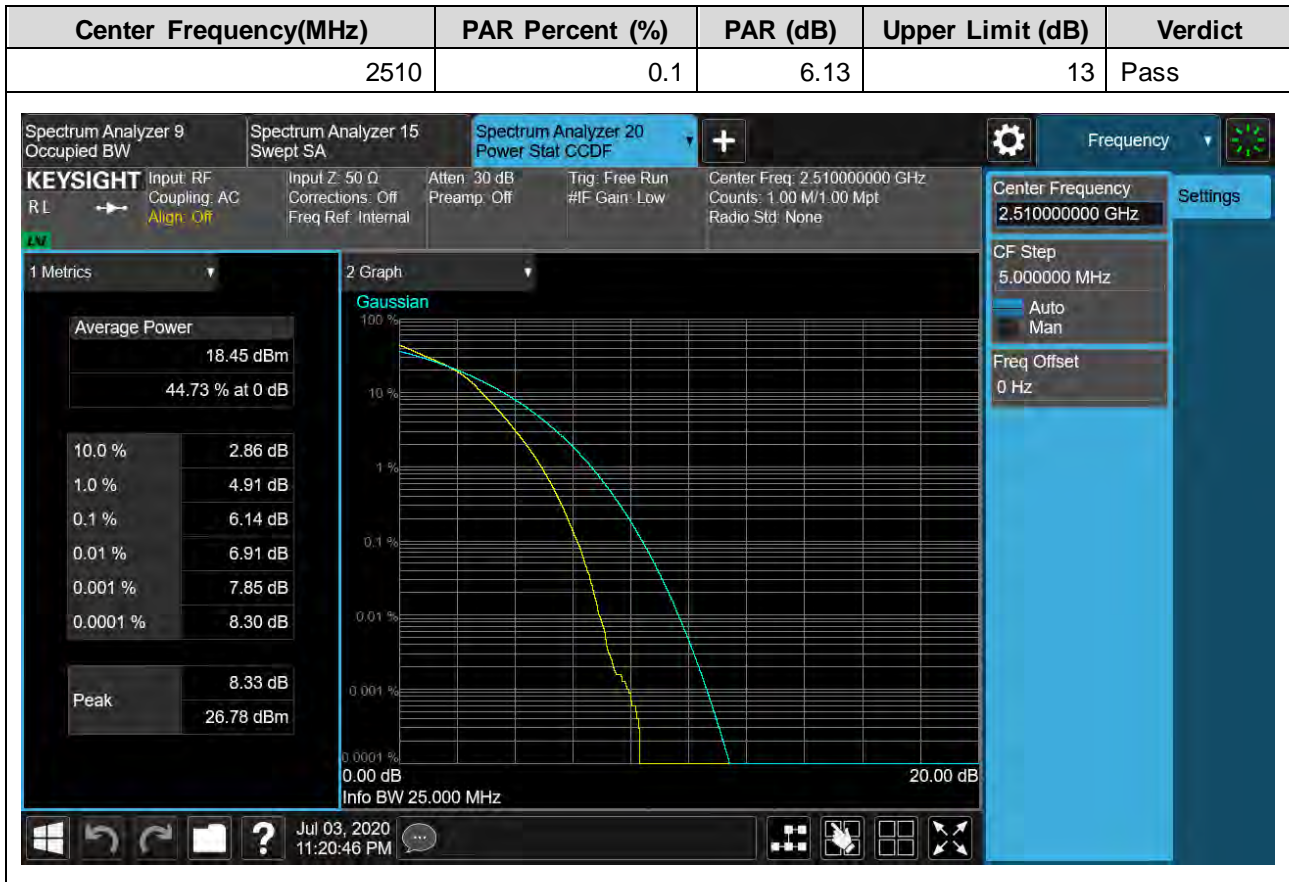 Center Frequency(MHz) PAR Percent (%) PAR (dB) Upper Limit (dB) Verdict
2510 0.1 6.13 13 Pass
Spectrum Analyzer 9 Spectrum Analyzer 15 Spectrum Analyzer 20 Frequency
Occupied BW Swept SA Power Stat CCDF
KEYSIGHT Input: RF Input Z: 50 Ω Atten: 30 dB Trig: Free Run Center Freq: 2.510000000 GHz
RL Coupling: AC Corrections: Off Preamp: Off #IF Gain: Low Counts: 1.00 M/1.00 Mpt
Align: Off Freq Ref: Internal Radio Std: None
LXI
Center Frequency Settings
2.510000000 GHz
CF Step
5.000000 MHz
Auto
Man
Freq Offset
0 Hz
1 Metrics
Average Power
18.45 dBm
44.73 % at 0 dB
10.0 % 2.86 dB
1.0 % 4.91 dB
0.1 % 6.14 dB
0.01 % 6.91 dB
0.001 % 7.85 dB
0.0001 % 8.30 dB
Peak 8.33 dB
26.78 dBm
2 Graph
Gaussian
100 %
10 %
1 %
0.1 %
0.01 %
0.001 %
0.0001 %
0.00 dB 20.00 dB
Info BW 25.000 MHz
? Jul 03, 2020
11:20:46 PM